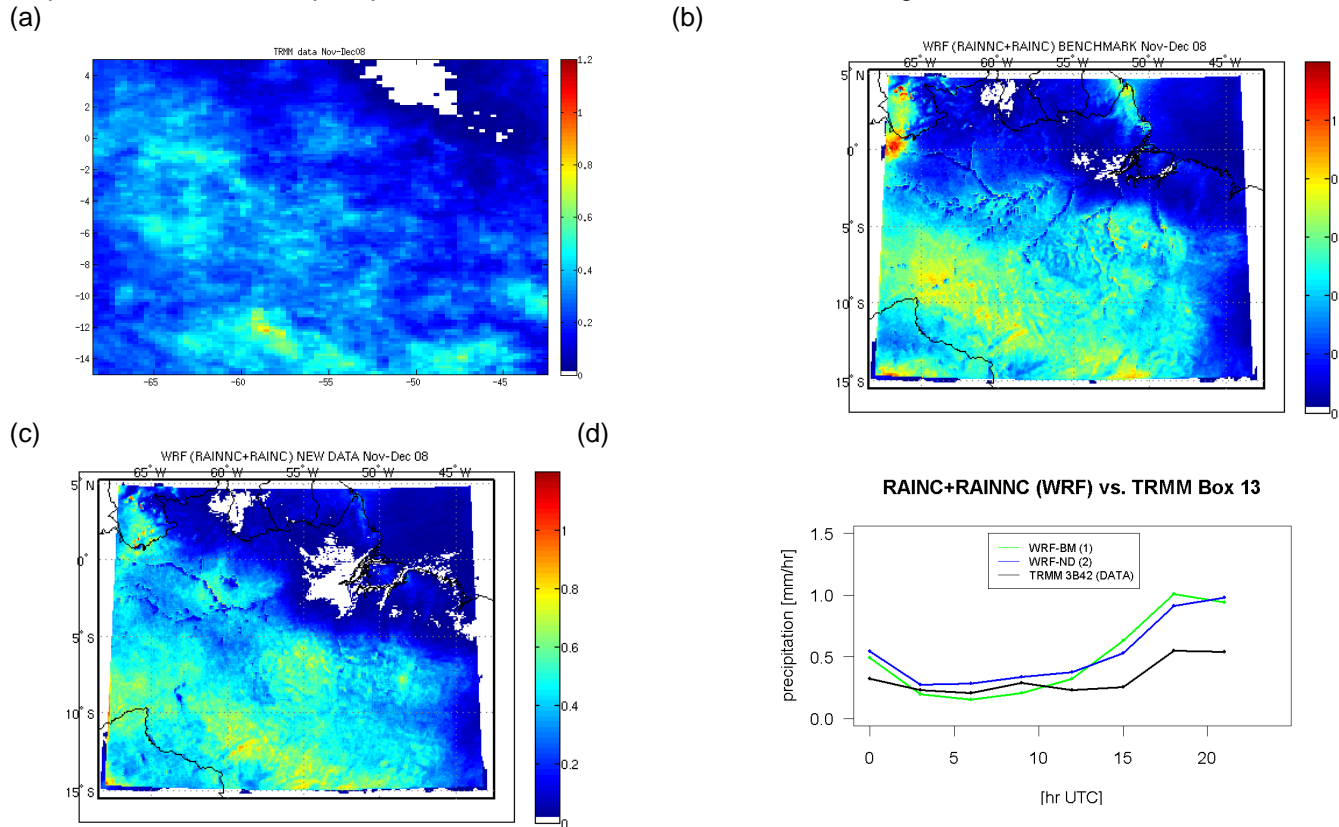 (a)
TRMM data Nov-Dec08
4
2
0
-2
-4
-6
-8
-10
-12
-14
-65
-60
-55
-50
-45
1.2
1
0.8
0.6
0.4
0.2
0
(b)
WRF (RAINNC+RAINC) BENCHMARK Nov-Dec 08
65°W 60°W 55°W 50°W 45°W
5°N
0°
5°S
10°S
15°S
1
0
0
0
0
0
(c)
WRF (RAINNC+RAINC) NEW DATA Nov-Dec 08
65°W 60°W 55°W 50°W 45°W
5°N
0°
5°S
10°S
15°S
1
0.8
0.6
0.4
0.2
0
(d)
RAINC+RAINNC (WRF) vs. TRMM Box 13
WRF-BM (1)
WRF-ND (2)
TRMM 3B42 (DATA)
precipitation [mm/hr]
1.5
1.0
0.5
0.0
0 5 10 15 20
[hr UTC]